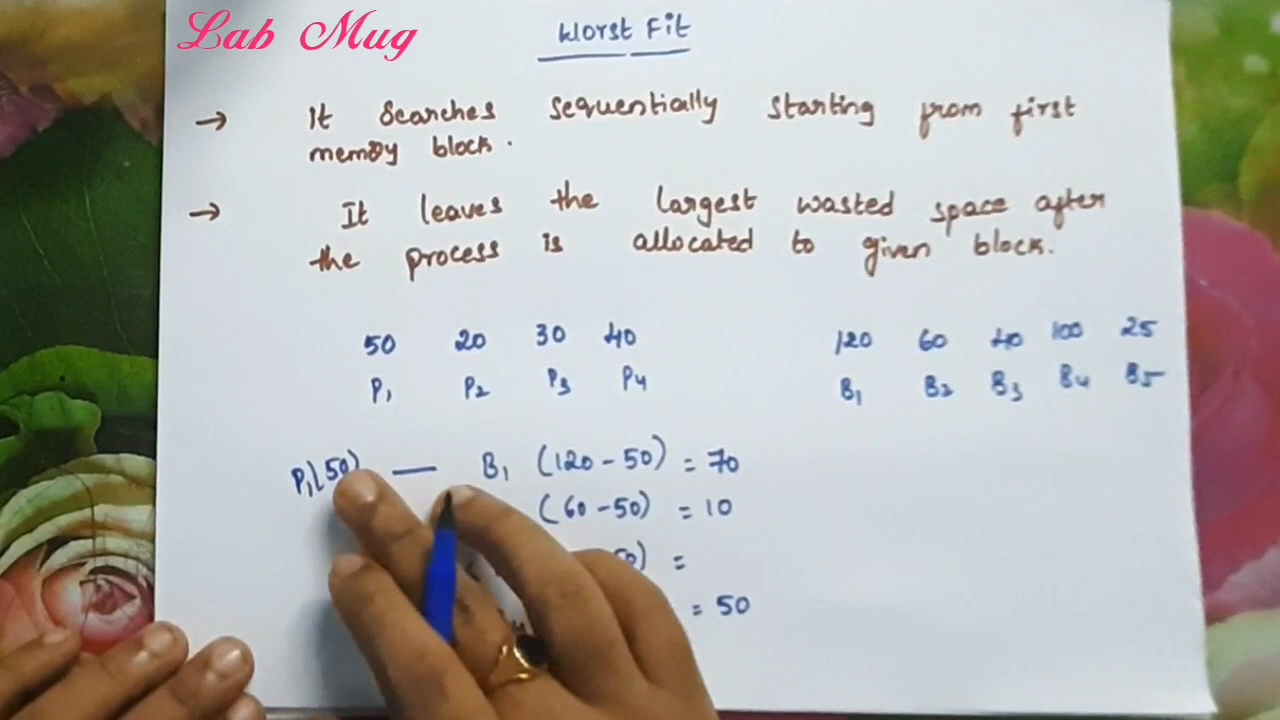 Lab Mug
Worst Fit
→ It searches sequentially starting from first
memory block.
→ It leaves the largest wasted space after
the process is allocated to given block.
50 20 30 40 120 60 40 100 25
P1 P2 P3 P4 B1 B2 B3 B4 B5
P1(50) — B1 (120-50) = 70
(60-50) = 10
50) =
= 50